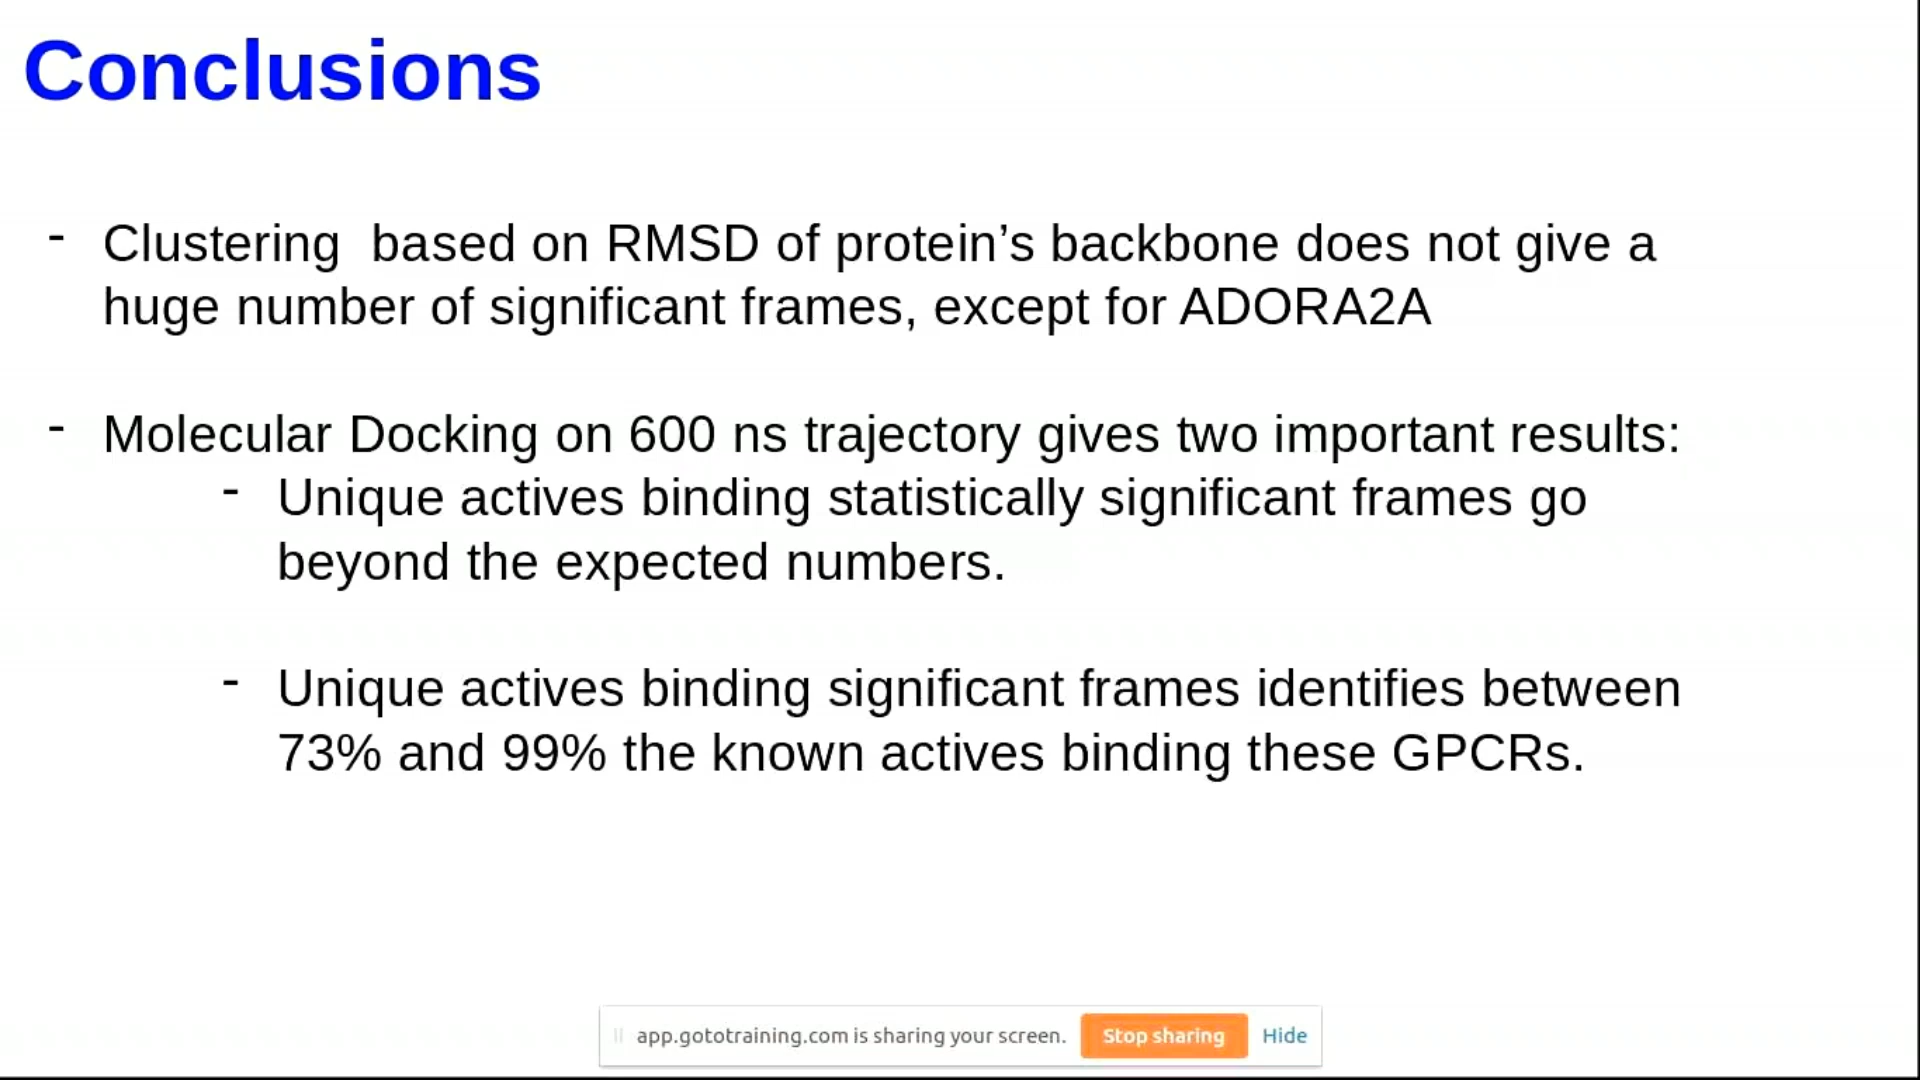 Conclusions
- Clustering  based on RMSD of protein’s backbone does not give a
huge number of significant frames, except for ADORA2A
- Molecular Docking on 600 ns trajectory gives two important results:
- Unique actives binding statistically significant frames go
beyond the expected numbers.
- Unique actives binding significant frames identifies between
73% and 99% the known actives binding these GPCRs.
app.gototraining.com is sharing your screen. Stop sharing Hide